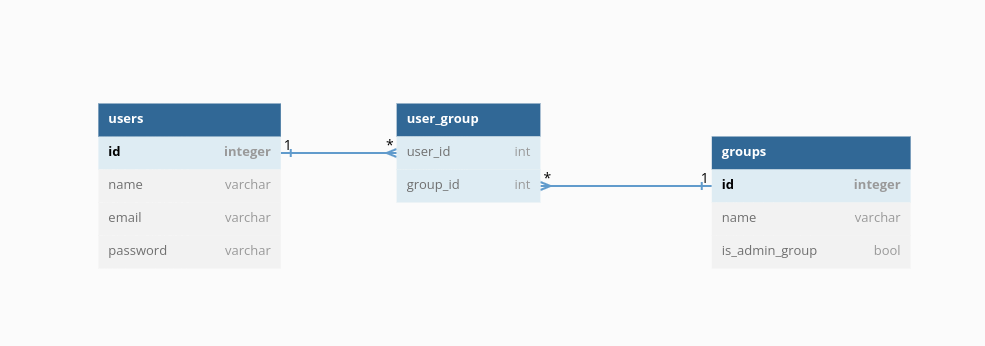 users
id integer
name varchar
email varchar
password varchar
1 *
user_group
user_id int
group_id int
* 1
groups
id integer
name varchar
is_admin_group bool